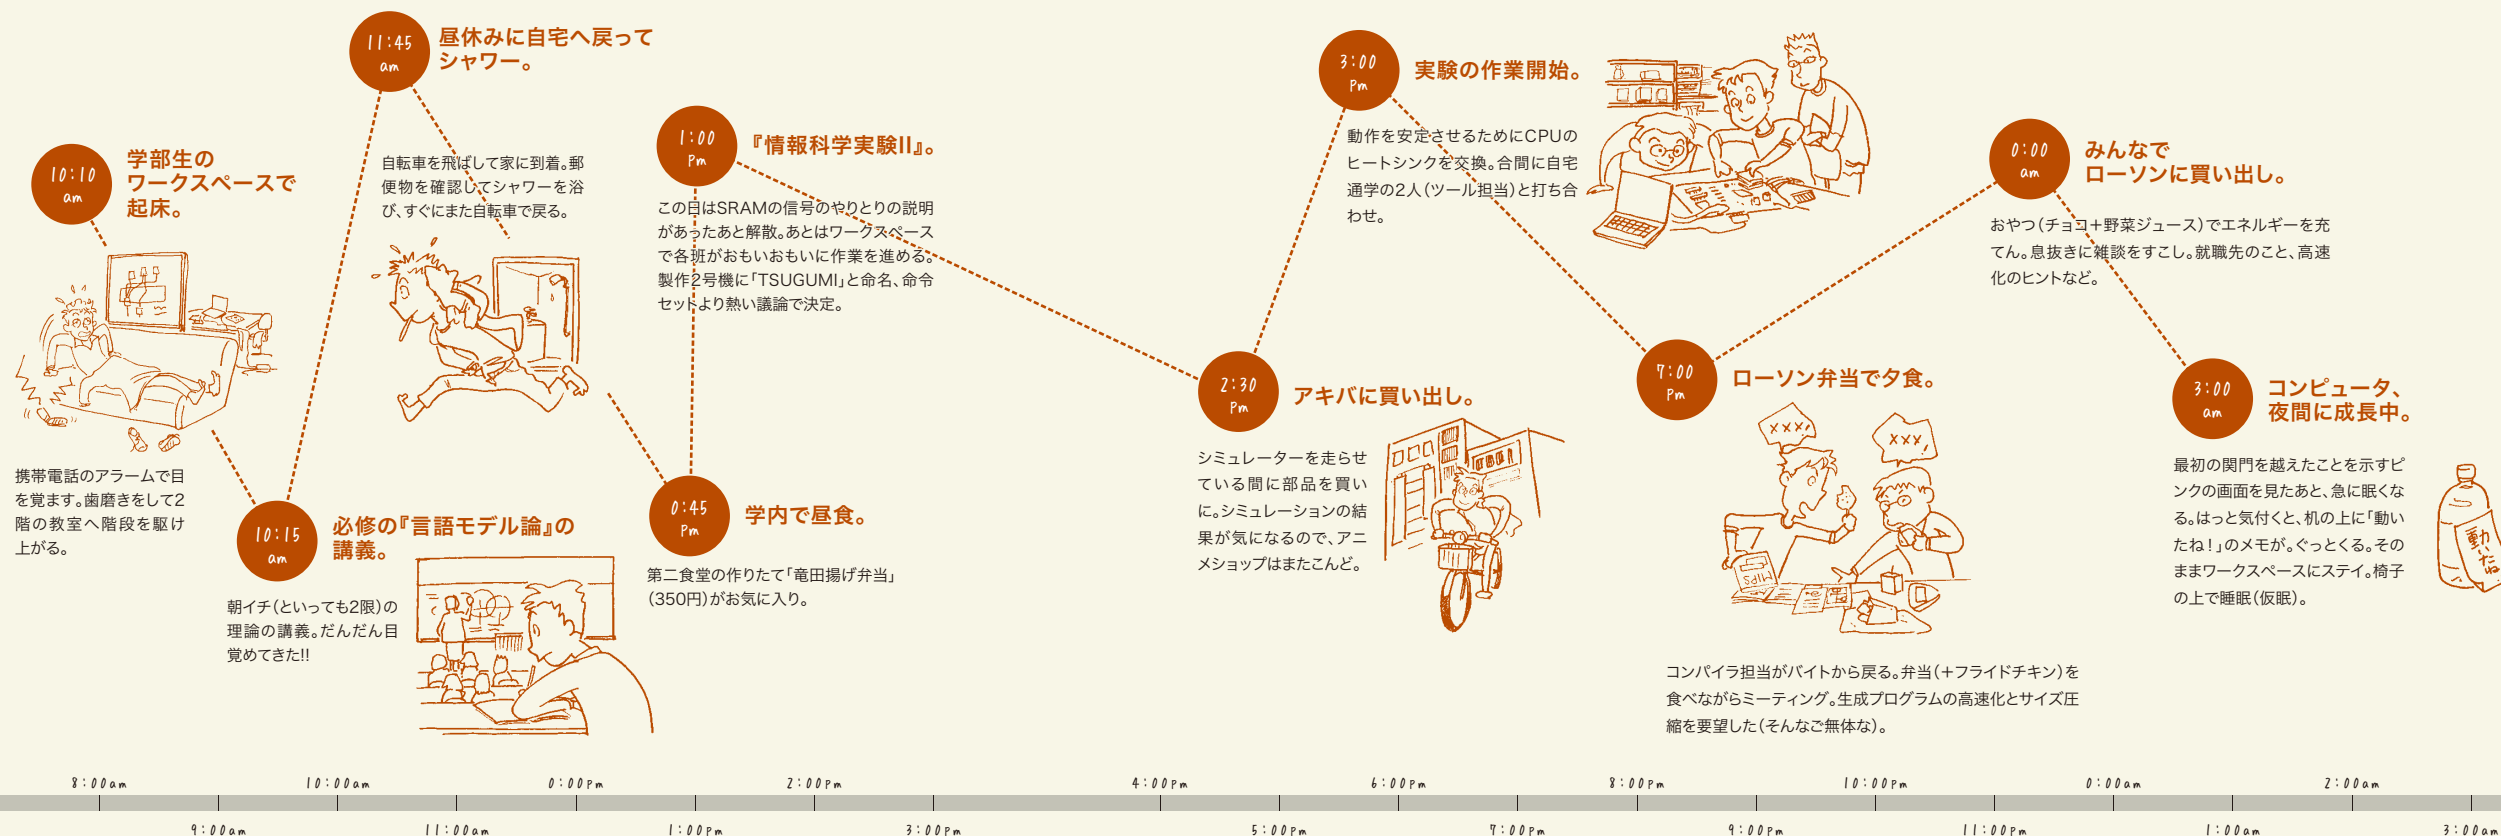 10:10
am
学部生の
ワークスペースで
起床。
携帯電話のアラームで目
を覚ます。歯磨きをして2
階の教室へ階段を駆け
上がる。
10:15
am
必修の『言語モデル論』の
講義。
朝イチ(といっても2限)の
理論の講義。だんだん目
覚めてきた!!
11:45
am
昼休みに自宅へ戻って
シャワー。
自転車を飛ばして家に到着。郵
便物を確認してシャワーを浴
び、すぐにまた自転車で戻る。
0:45
Pm
学内で昼食。
第二食堂の作りたて「竜田揚げ弁当」
(350円)がお気に入り。
1:00
Pm
『情報科学実験II』。
この日はSRAMの信号のやりとりの説明
があったあと解散。あとはワークスペース
で各班がおもいおもいに作業を進める。
製作2号機に「TSUGUMI」と命名、命令
セットより熱い議論で決定。
2:30
Pm
アキバに買い出し。
シミュレーターを走らせ
ている間に部品を買い
に。シミュレーションの結
果が気になるので、アニ
メショップはまたこんど。
3:00
Pm
実験の作業開始。
動作を安定させるためにCPUの
ヒートシンクを交換。合間に自宅
通学の2人(ツール担当)と打ち合
わせ。
7:00
Pm
ローソン弁当で夕食。
xxx!
xxx!
MIPS
コンパイラ担当がバイトから戻る。弁当(+フライドチキン)を
食べながらミーティング。生成プログラムの高速化とサイズ圧
縮を要望した(そんなご無体な)。
0:00
am
みんなで
ローソンに買い出し。
おやつ(チョコ+野菜ジュース)でエネルギーを充
てん。息抜きに雑談をすこし。就職先のこと、高速
化のヒントなど。
3:00
am
コンピュータ、
夜間に成長中。
最初の関門を越えたことを示すピ
ンクの画面を見たあと、急に眠くな
る。はっと気付くと、机の上に「動い
たね!」のメモが。ぐっとくる。その
ままワークスペースにステイ。椅子
の上で睡眠(仮眠)。
動いたね
8:00am
10:00am
0:00Pm
2:00Pm
4:00Pm
6:00Pm
8:00Pm
10:00Pm
0:00am
2:00am
9:00am
11:00am
1:00Pm
3:00Pm
5:00Pm
7:00Pm
9:00Pm
11:00Pm
1:00am
3:00am